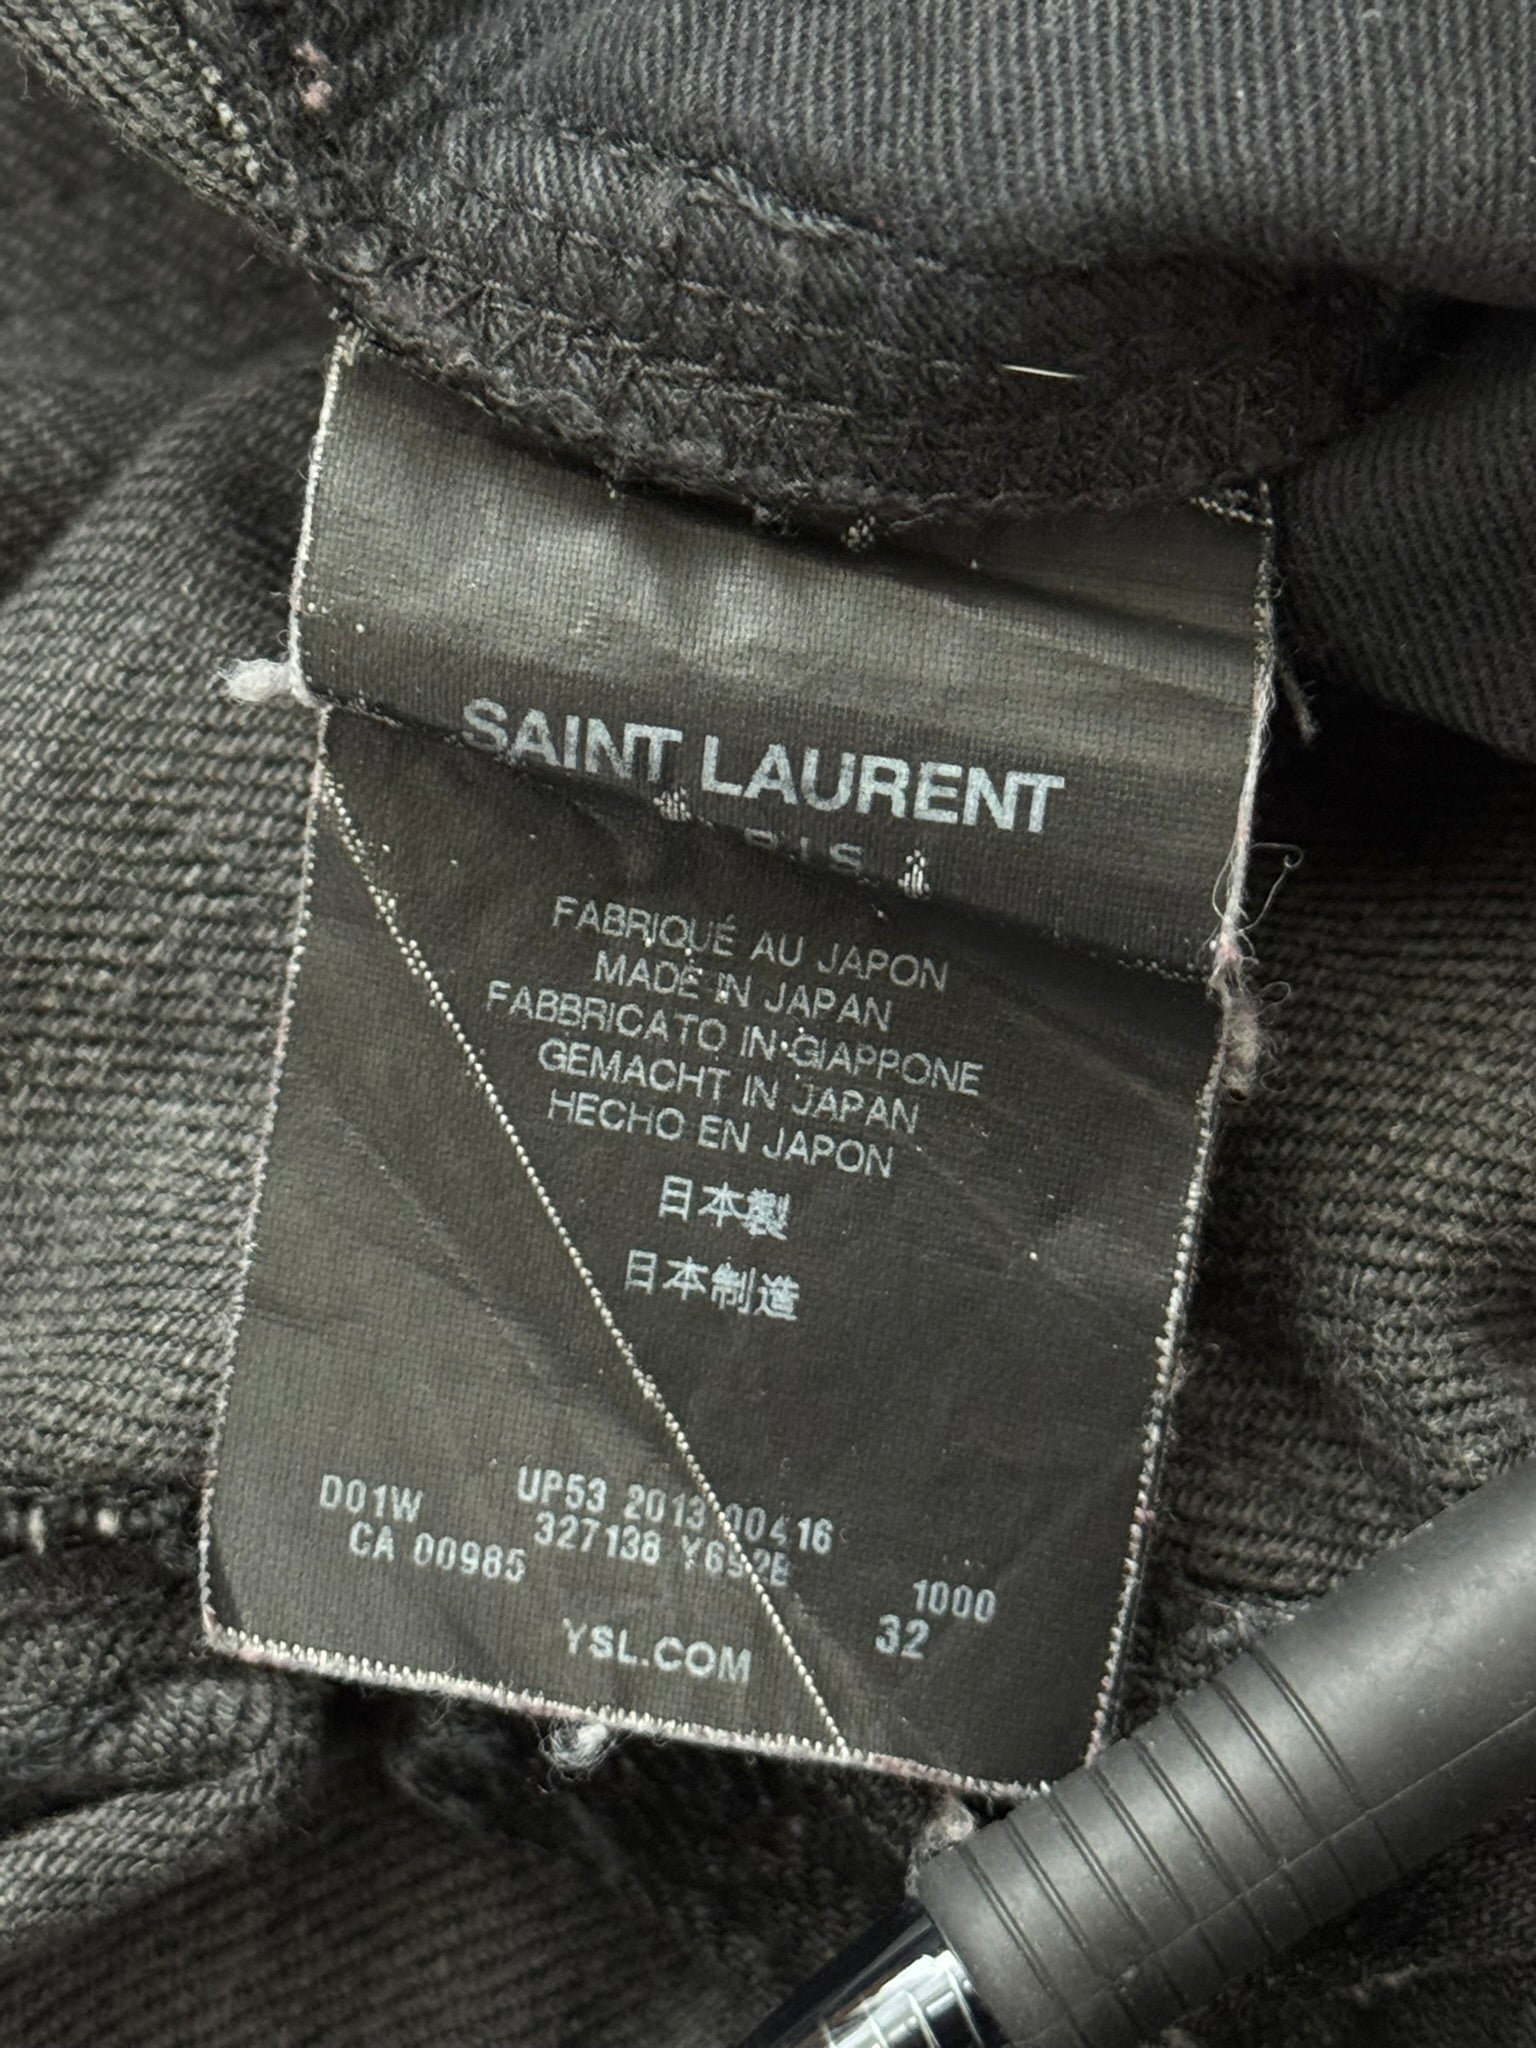 SAINT LAURENT
FABRIQUÉ AU JAPON
MADE IN JAPAN
FABBRICATO IN GIAPPONE
GEMACHT IN JAPAN
HECHO EN JAPON
日本製
日本制造
D01W UP53 2013 00416
CA 00985 327138 Y692E 1000
32
YSL.COM